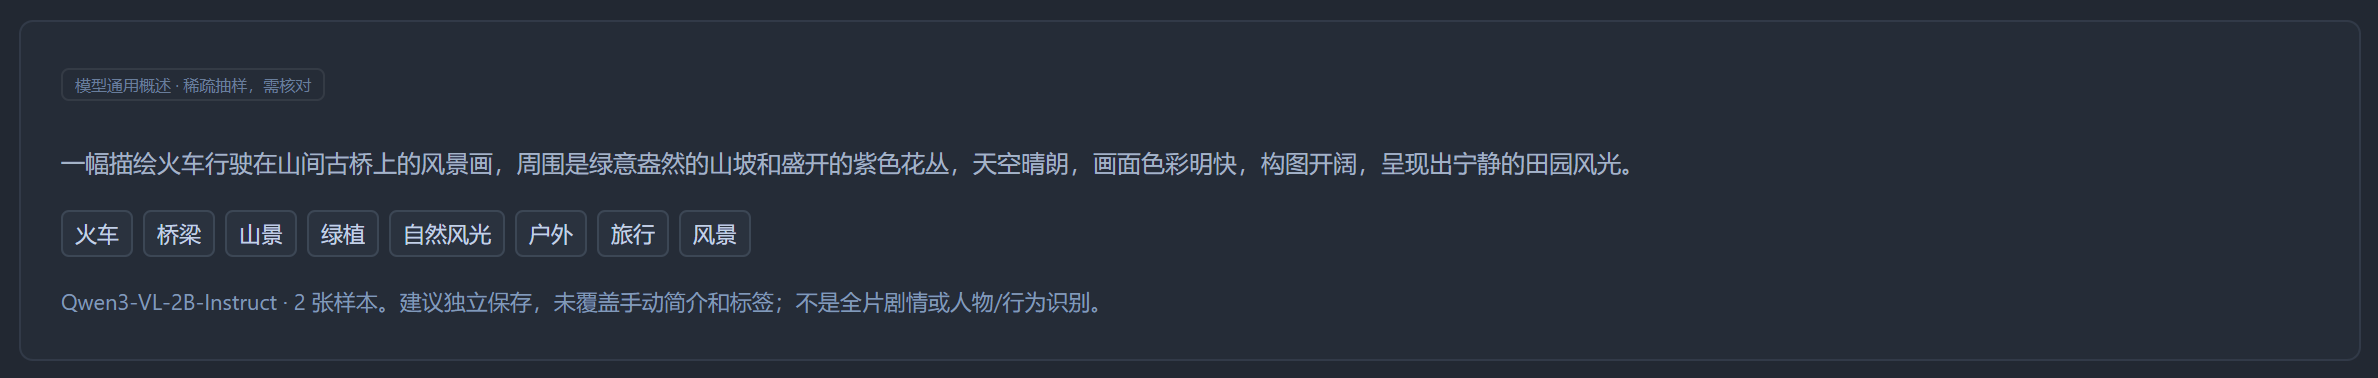 模型通用概述 · 稀疏抽样，需核对
一幅描绘火车行驶在山间古桥上的风景画，周围是绿意盎然的山坡和盛开的紫色花丛，天空晴朗，画面色彩明快，构图开阔，呈现出宁静的田园风光。
火车 桥梁 山景 绿植 自然风光 户外 旅行 风景
Qwen3-VL-2B-Instruct · 2 张样本。建议独立保存，未覆盖手动简介和标签；不是全片剧情或人物/行为识别。